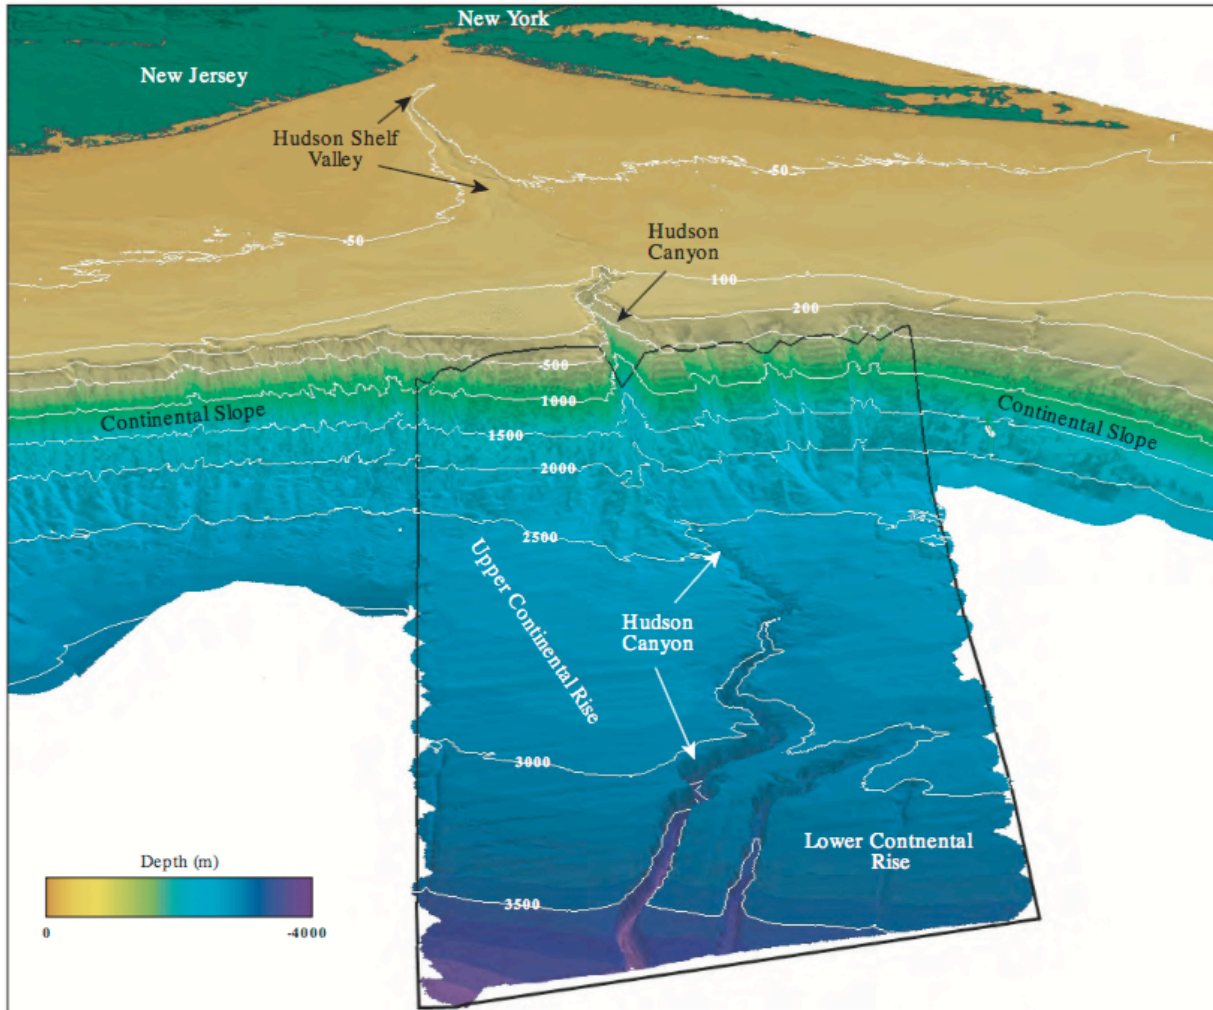 New York
New Jersey
Hudson Shelf
Valley
-50
-50
Hudson
Canyon
100
200
500
1000
1500
2000
2500
Continental Slope
Continental Slope
Upper Continental Rise
Hudson
Canyon
3000
Lower Contnental
Rise
3500
Depth (m)
0
-4000